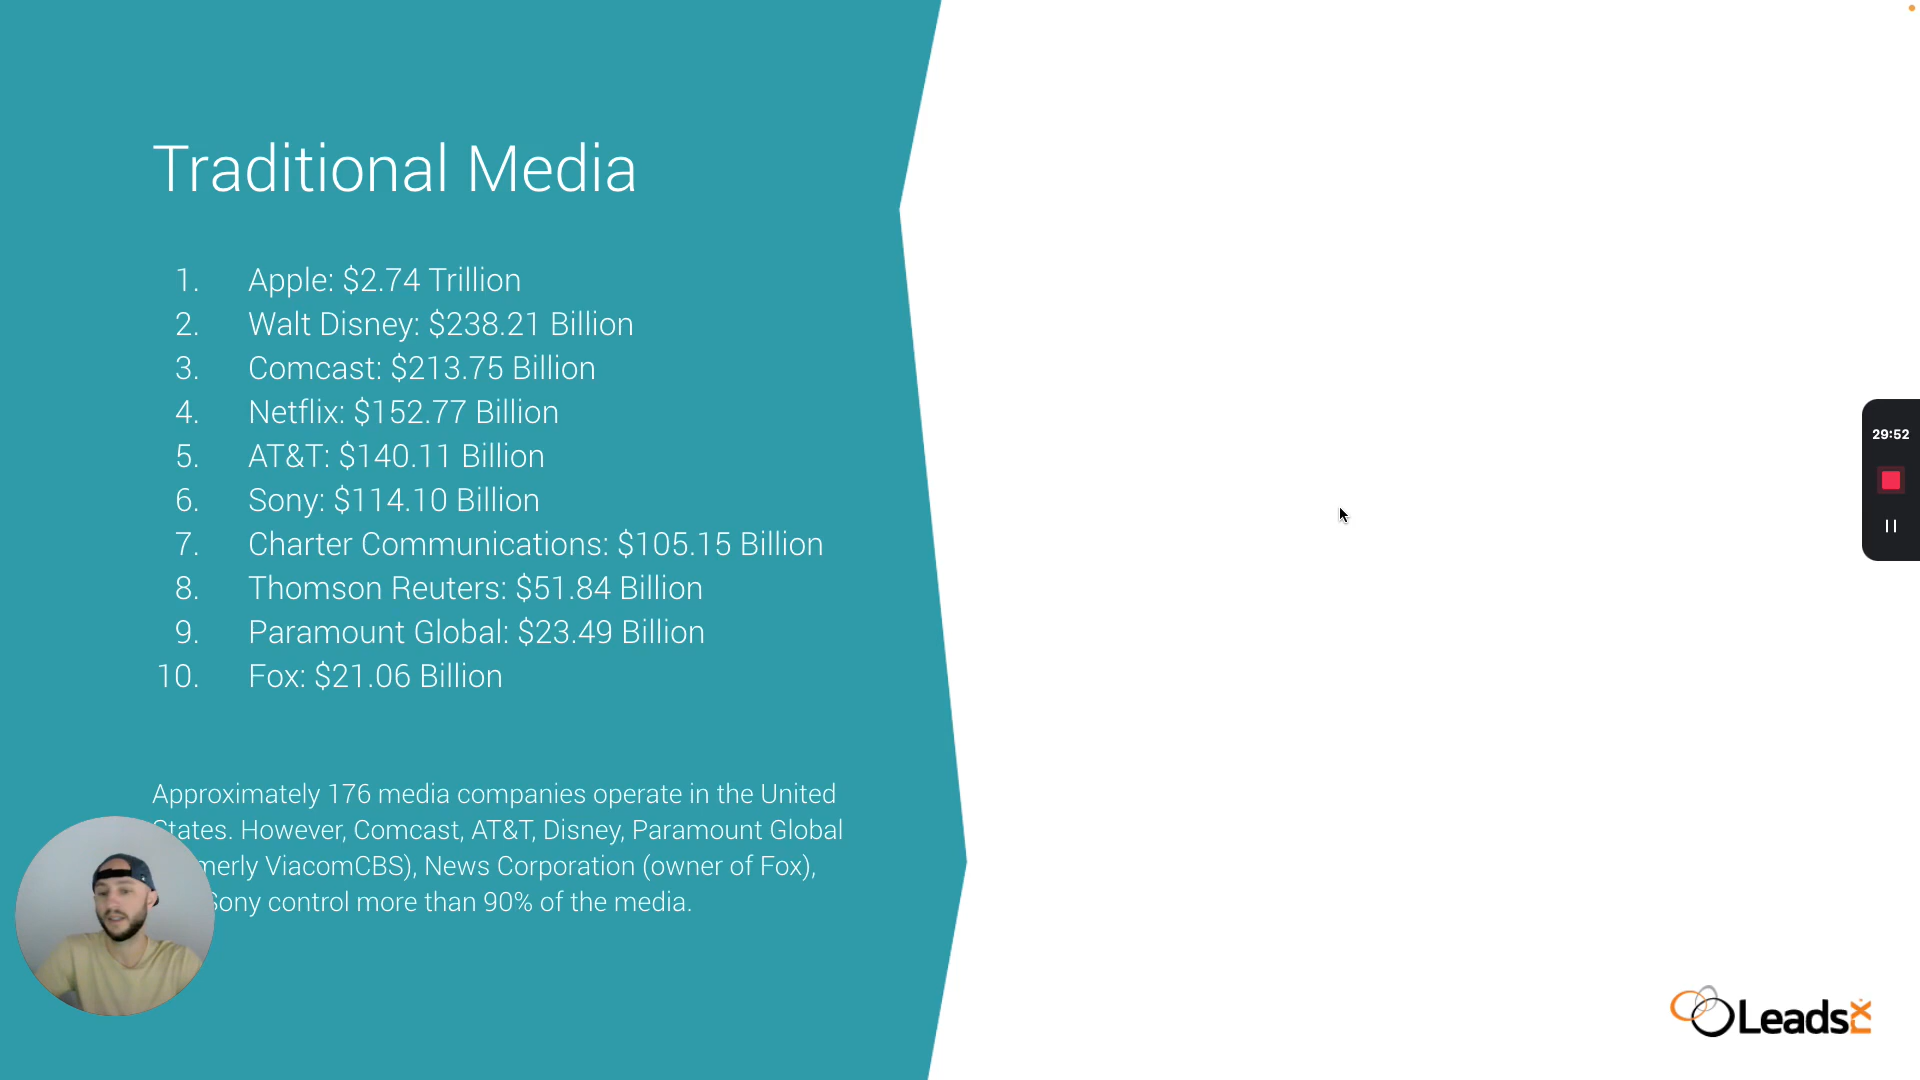 Traditional Media
1. Apple: $2.74 Trillion
2. Walt Disney: $238.21 Billion
3. Comcast: $213.75 Billion
4. Netflix: $152.77 Billion
5. AT&T: $140.11 Billion
6. Sony: $114.10 Billion
7. Charter Communications: $105.15 Billion
8. Thomson Reuters: $51.84 Billion
9. Paramount Global: $23.49 Billion
10. Fox: $21.06 Billion
Approximately 176 media companies operate in the United
States. However, Comcast, AT&T, Disney, Paramount Global
merly ViacomCBS), News Corporation (owner of Fox),
Sony control more than 90% of the media.
29:52
Leads